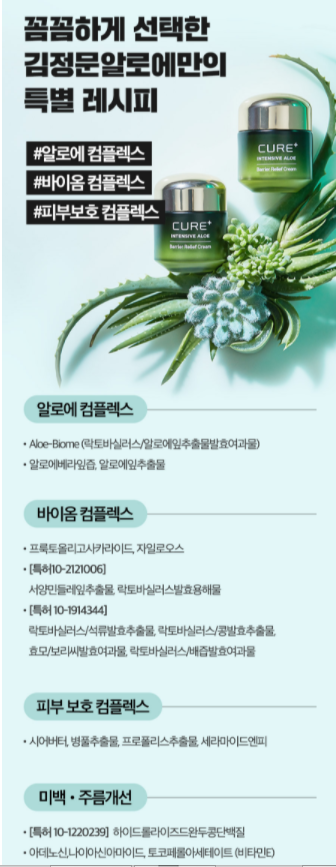 꼼꼼하게 선택한
김정문알로에만의
특별 레시피
#알로에 컴플렉스
#바이옴 컴플렉스
#피부보호 컴플렉스
CURE+
INTENSIVE ALOE
Barrier Relief Cream
CURE+
INTENSIVE ALOE
Barrier Relief Cream
알로에 컴플렉스
• Aloe-Biome (락토바실러스/알로에잎추출물발효여과물)
• 알로에베라잎즙, 알로에잎추출물
바이옴 컴플렉스
• 프룩토올리고사카라이드, 자일로오스
• [특허10-2121006]
서양민들레잎추출물, 락토바실러스발효용해물
• [특허 10-1914344]
락토바실러스/석류발효추출물, 락토바실러스/콩발효추출물,
효모/보리씨발효여과물, 락토바실러스/배즙발효여과물
피부 보호 컴플렉스
• 시어버터, 병풀추출물, 프로폴리스추출물, 세라마이드엔피
미백・주름개선
• [특허 10-1220239] 하이드롤라이즈드완두콩단백질
• 아데노신,나이아신아마이드, 토코페롤아세테이트 (비타민E)